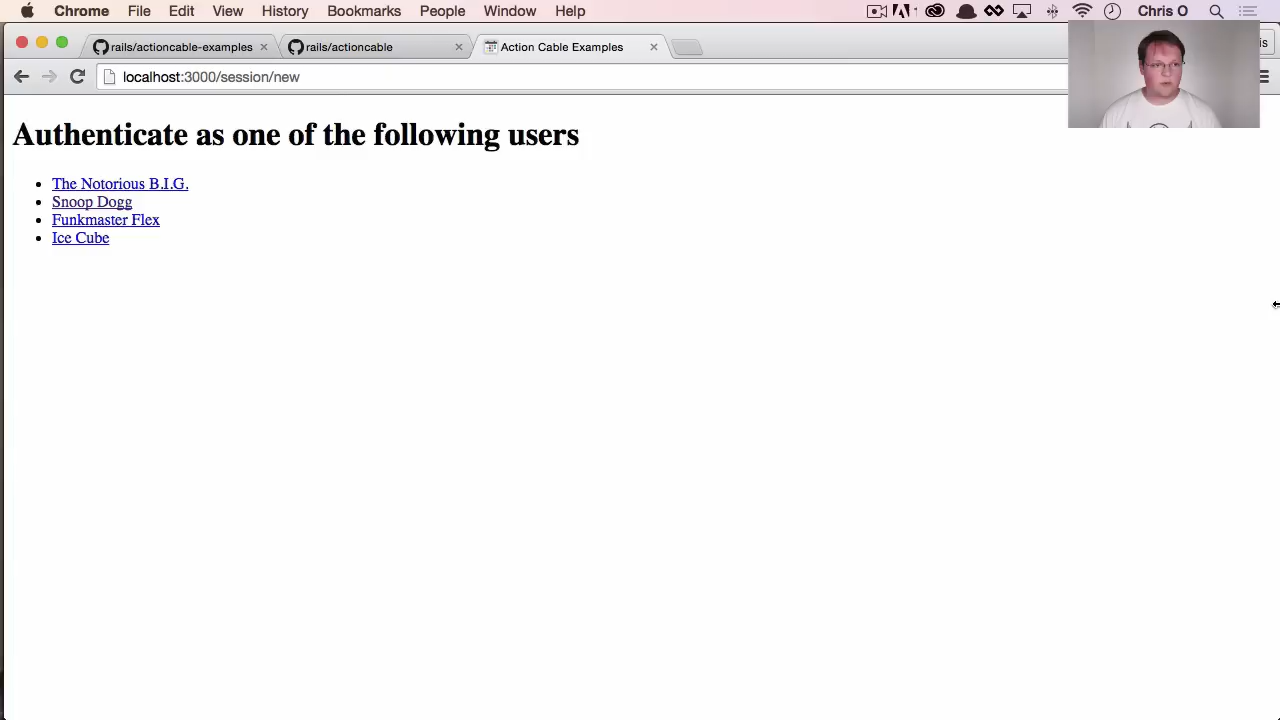 Chrome File Edit View History Bookmarks People Window Help Chris O
rails/actioncable-examples rails/actioncable Action Cable Examples
localhost:3000/session/new
Authenticate as one of the following users
The Notorious B.I.G.
Snoop Dogg
Funkmaster Flex
Ice Cube